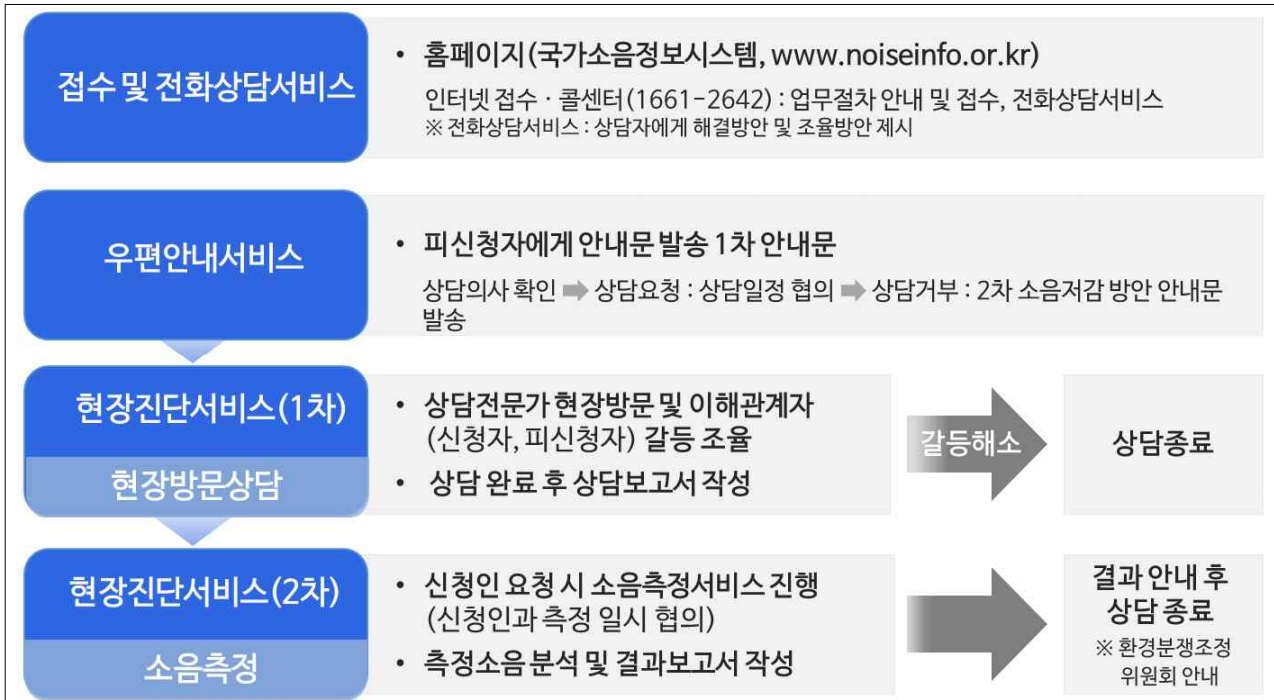 접수 및 전화상담서비스
• 홈페이지(국가소음정보시스템, www.noiseinfo.or.kr)
인터넷 접수 · 콜센터(1661-2642) : 업무절차 안내 및 접수, 전화상담서비스
※ 전화상담서비스 : 상담자에게 해결방안 및 조율방안 제시
우편안내서비스
• 피신청자에게 안내문 발송 1차 안내문
상담의사 확인 ➡ 상담요청 : 상담일정 협의 ➡ 상담거부 : 2차 소음저감 방안 안내문
발송
현장진단서비스(1차)
현장방문상담
• 상담전문가 현장방문 및 이해관계자
(신청자, 피신청자) 갈등 조율
• 상담 완료 후 상담보고서 작성
갈등해소
상담종료
현장진단서비스(2차)
소음측정
• 신청인 요청 시 소음측정서비스 진행
(신청인과 측정 일시 협의)
• 측정소음 분석 및 결과보고서 작성
결과 안내 후
상담 종료
※ 환경분쟁조정
위원회 안내